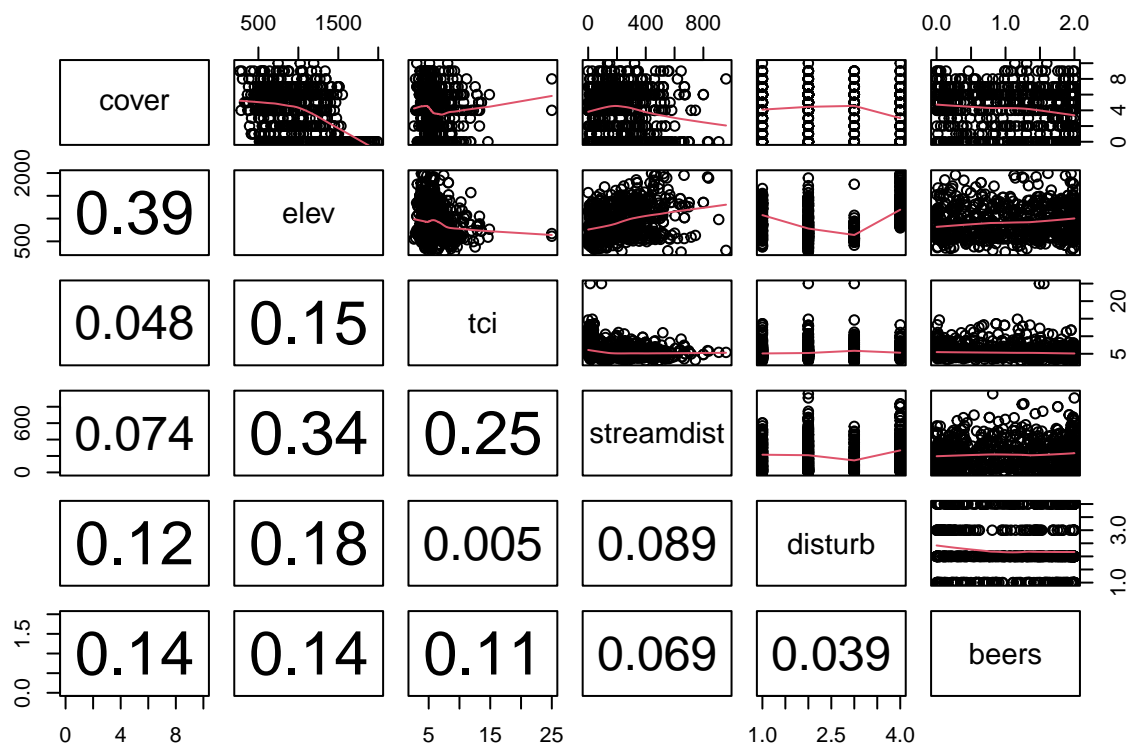 500 1500 0 400 800 0.0 1.0 2.0
cover 0 4 8
500 2000 0.39 elev
0.048 0.15 tci 5 20
0 600 0.074 0.34 0.25 streamdist
0.12 0.18 0.005 0.089 disturb 1.0 3.0
0.0 1.5 0.14 0.14 0.11 0.069 0.039 beers
0 4 8 5 15 25 1.0 2.5 4.0